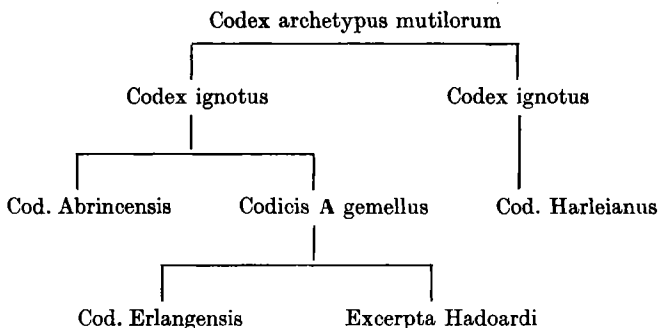 Codex archetypus mutilorum
Codex ignotus Codex ignotus
Cod. Abrincensis Codicis A gemellus Cod. Harleianus
Cod. Erlangensis Excerpta Hadoardi